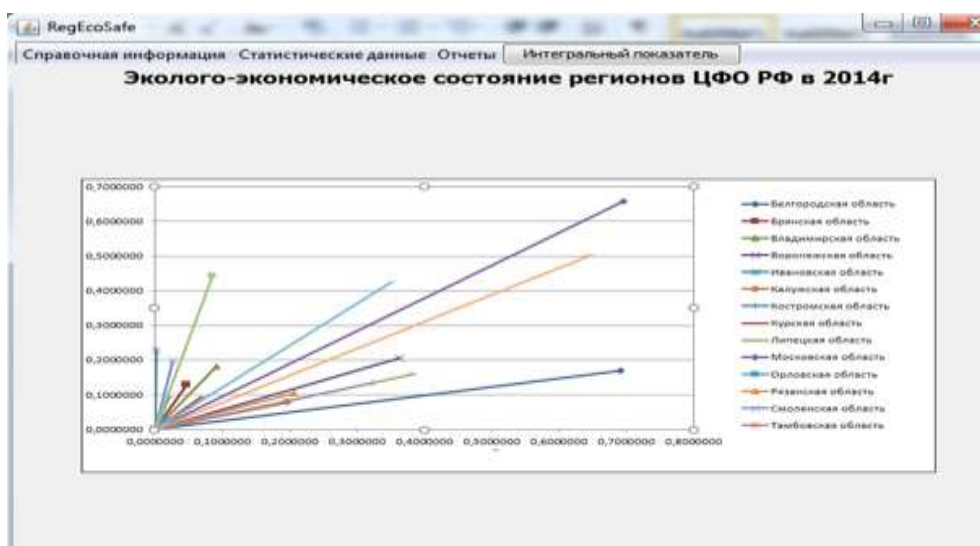 RegEcoSafe
Справочная информация Статистические данные Отчеты Интегральный показатель
Эколого-экономическое состояние регионов ЦФО РФ в 2014г
0,7000000
0,6000000
0,5000000
0,4000000
0,3000000
0,2000000
0,1000000
0,0000000
0,0000000 0,1000000 0,2000000 0,3000000 0,4000000 0,5000000 0,6000000 0,7000000 0,8000000
Белгородская область
Брянская область
Владимирская область
Воронежская область
Ивановская область
Калужская область
Костромская область
Курская область
Липецкая область
Московская область
Орловская область
Рязанская область
Смоленская область
Тамбовская область